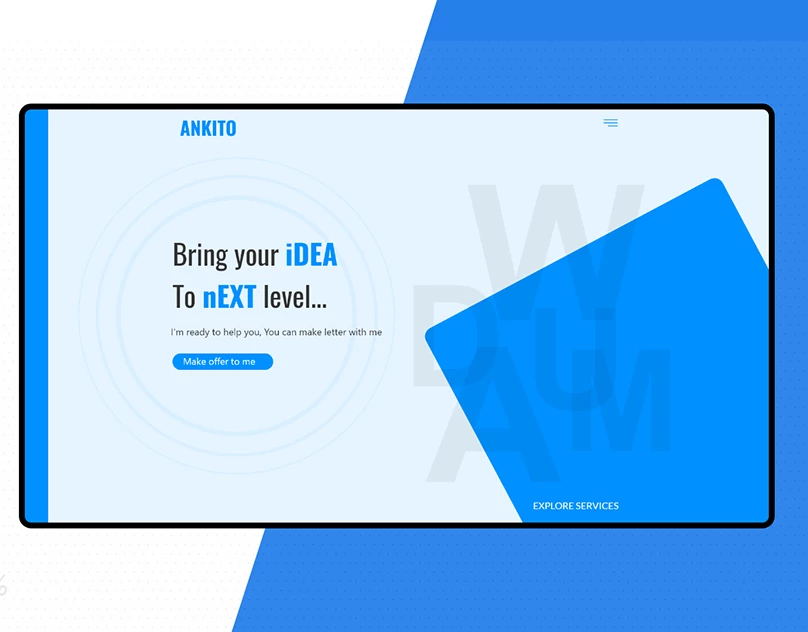 ANKITO
Bring your iDEA
To nEXT level...
I'm ready to help you, You can make letter with me
Make offer to me
W
D U i
A M
EXPLORE SERVICES
%